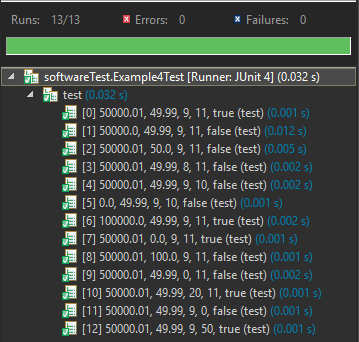 Runs: 13/13 Errors: 0 Failures: 0
softwareTest.Example4Test [Runner: JUnit 4] (0.032 s)
test (0.032 s)
[0] 50000.01, 49.99, 9, 11, true (test) (0.001 s)
[1] 50000.0, 49.99, 9, 11, false (test) (0.012 s)
[2] 50000.01, 50.0, 9, 11, false (test) (0.005 s)
[3] 50000.01, 49.99, 8, 11, false (test) (0.002 s)
[4] 50000.01, 49.99, 9, 10, false (test) (0.002 s)
[5] 0.0, 49.99, 9, 10, false (test) (0.001 s)
[6] 100000.0, 49.99, 9, 11, true (test) (0.002 s)
[7] 50000.01, 0.0, 9, 11, true (test) (0.001 s)
[8] 50000.01, 100.0, 9, 11, false (test) (0.001 s)
[9] 50000.01, 49.99, 0, 11, false (test) (0.002 s)
[10] 50000.01, 49.99, 20, 11, true (test) (0.001 s)
[11] 50000.01, 49.99, 9, 0, false (test) (0.001 s)
[12] 50000.01, 49.99, 9, 50, true (test) (0.001 s)